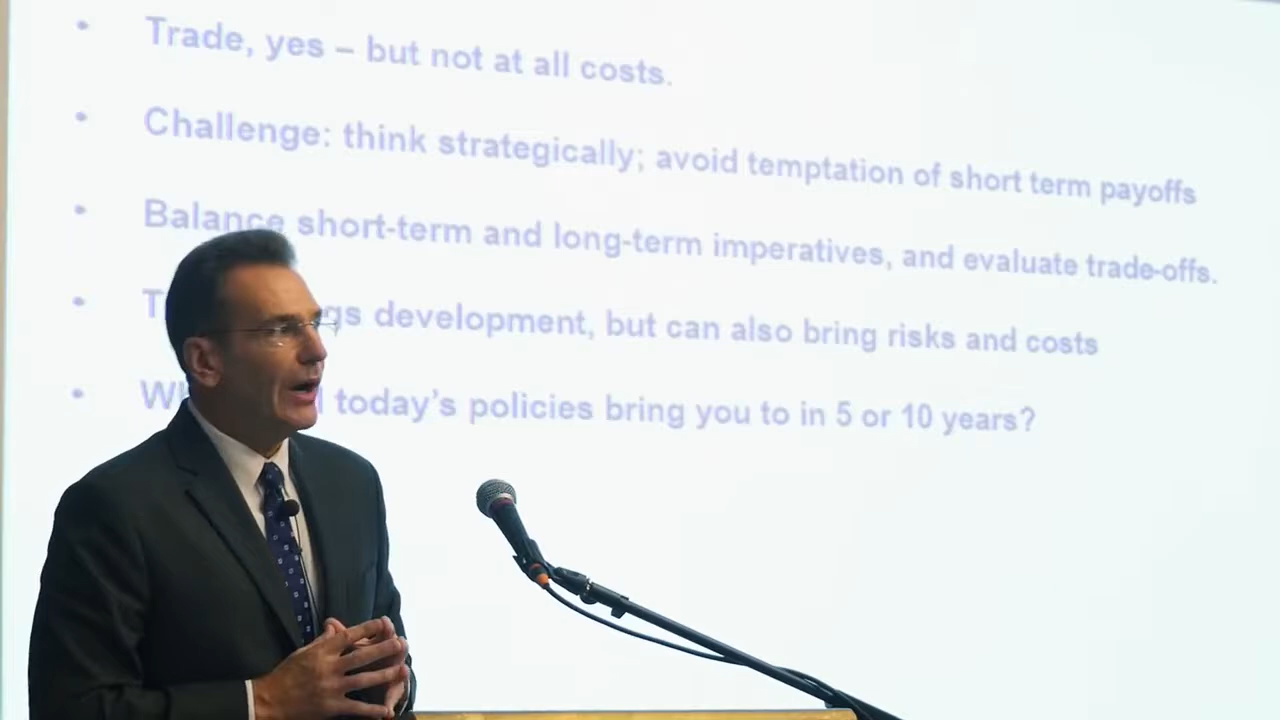 • Trade, yes – but not at all costs.
• Challenge: think strategically; avoid temptation of short term payoffs
• Balance short-term and long-term imperatives, and evaluate trade-offs.
• development, but can also bring risks and costs
• today’s policies bring you to in 5 or 10 years?